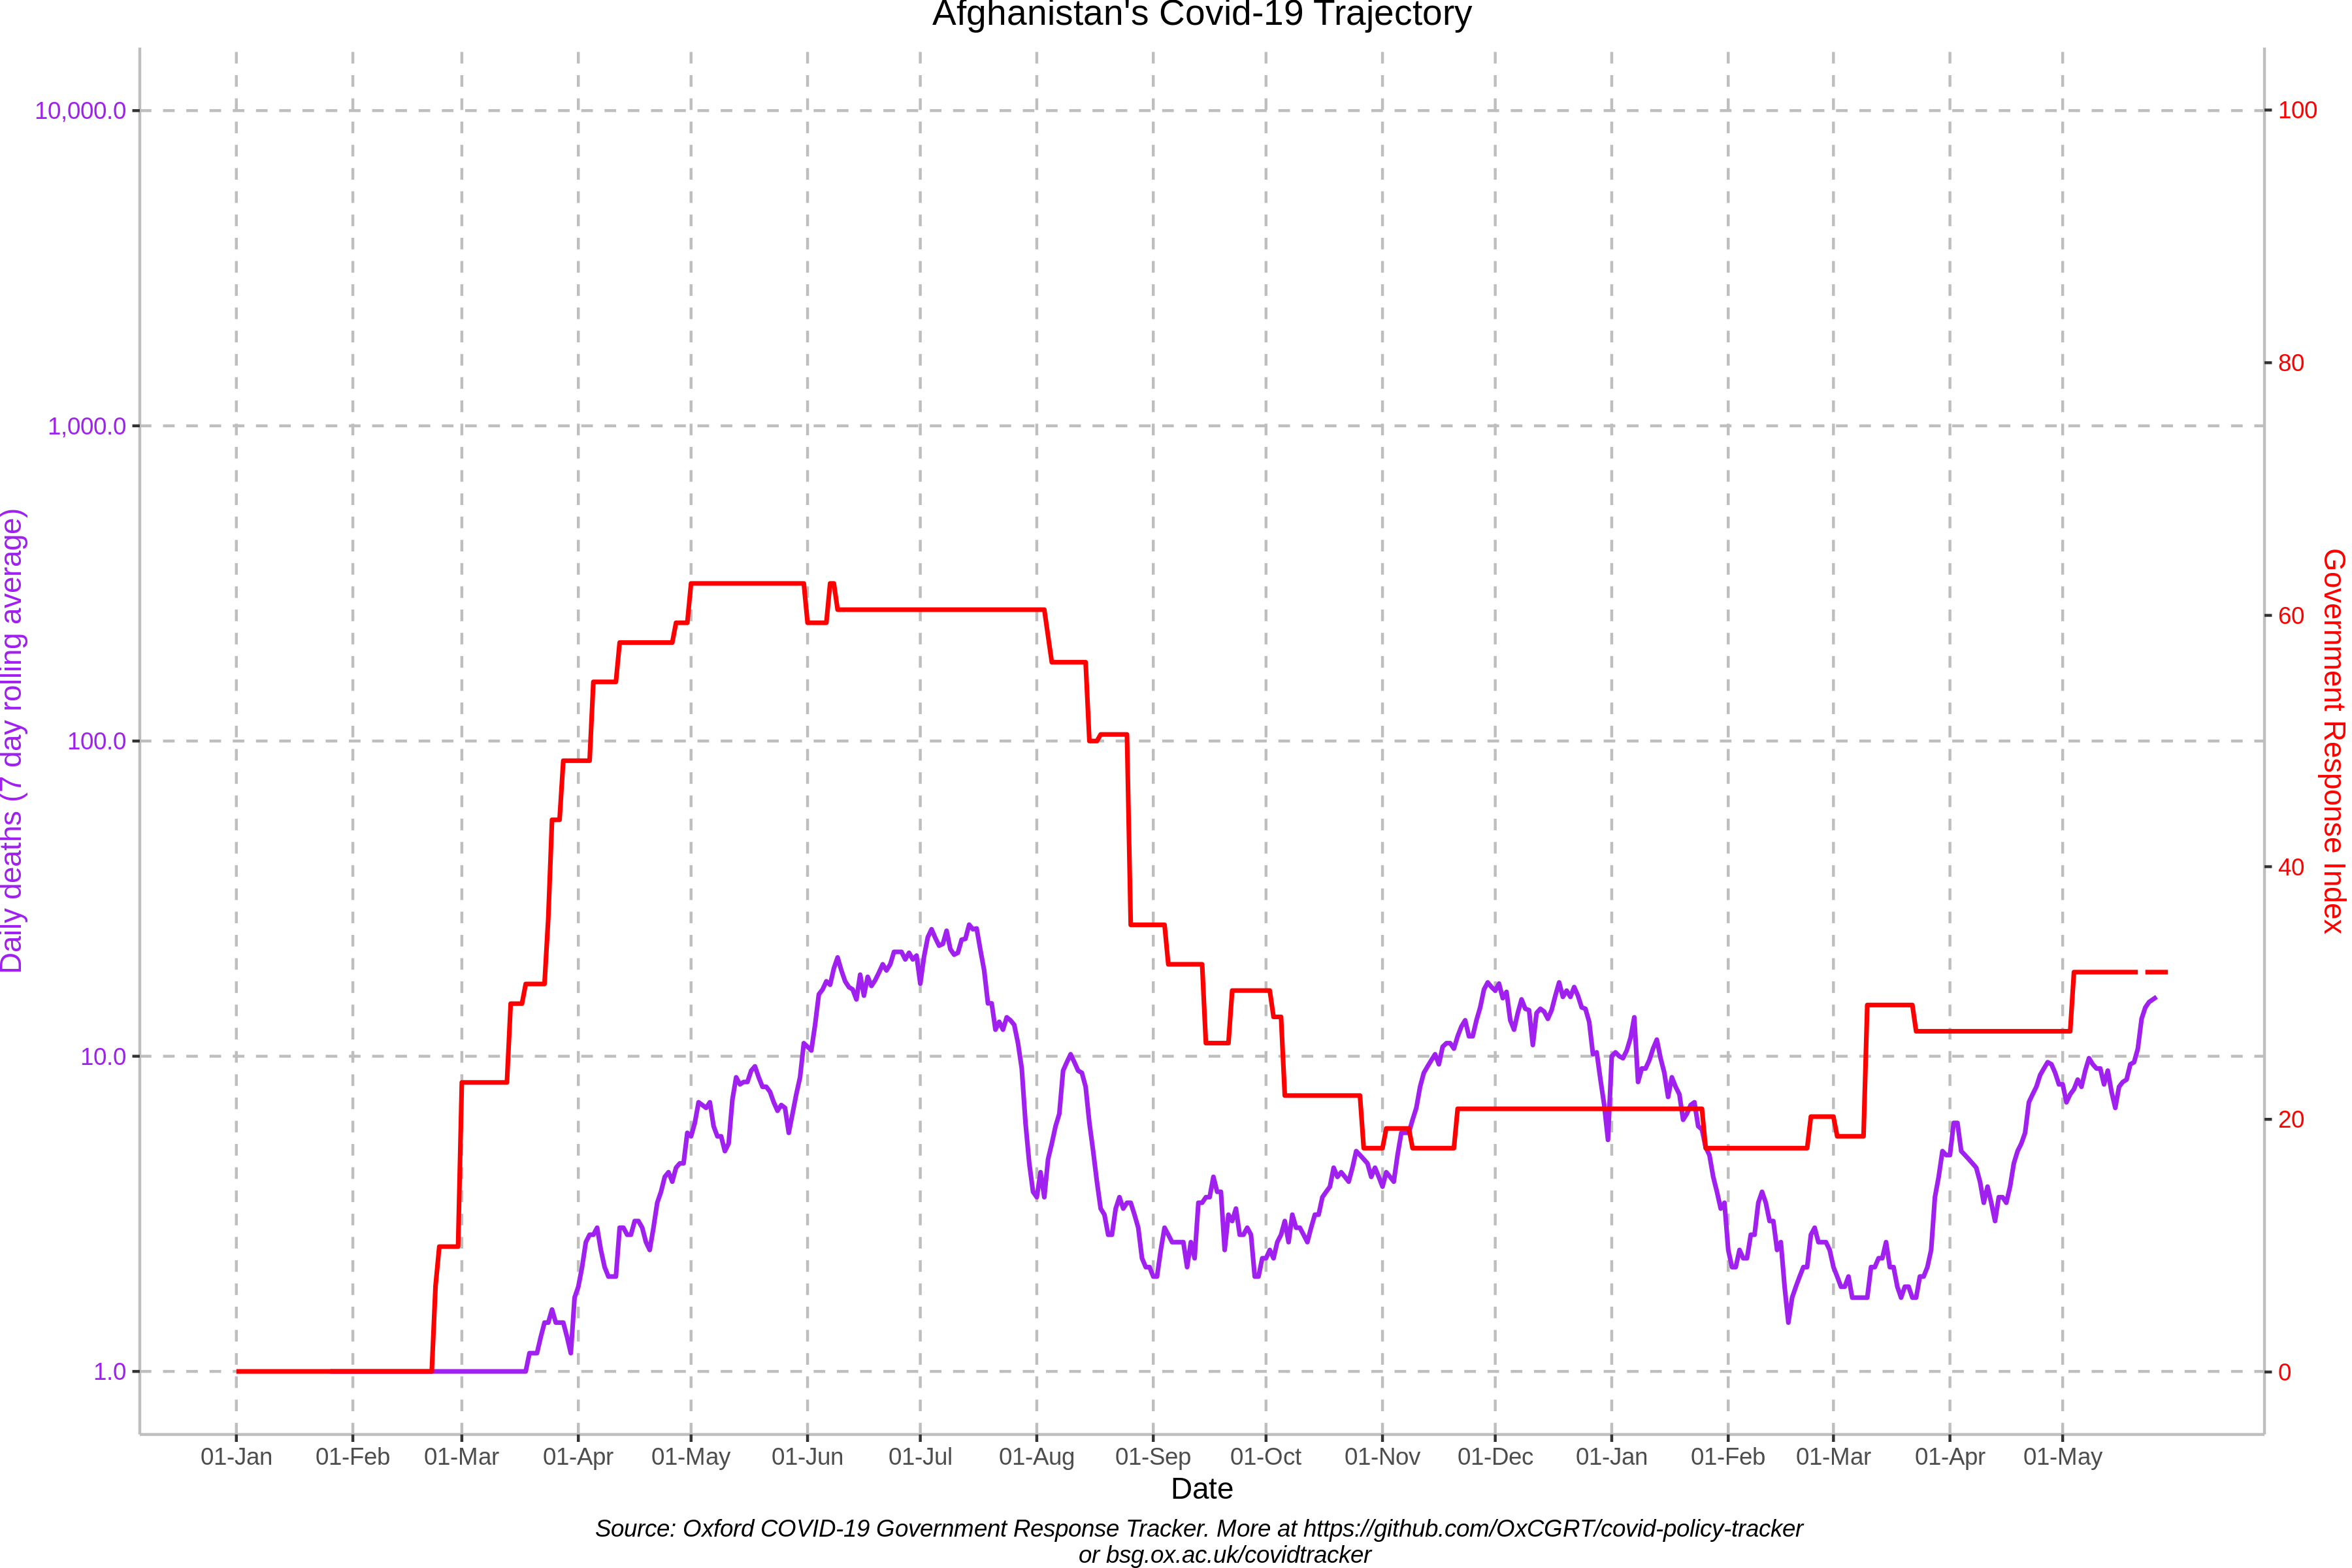 Afghanistan's Covid-19 Trajectory
10,000.0
1,000.0
100.0
10.0
1.0
Daily deaths (7 day rolling average)
100
80
60
40
20
0
Government Response Index
01-Jan 01-Feb 01-Mar 01-Apr 01-May 01-Jun 01-Jul 01-Aug 01-Sep 01-Oct 01-Nov 01-Dec 01-Jan 01-Feb 01-Mar 01-Apr 01-May
Date
Source: Oxford COVID-19 Government Response Tracker. More at https://github.com/OxCGRT/covid-policy-tracker
or bsg.ox.ac.uk/covidtracker